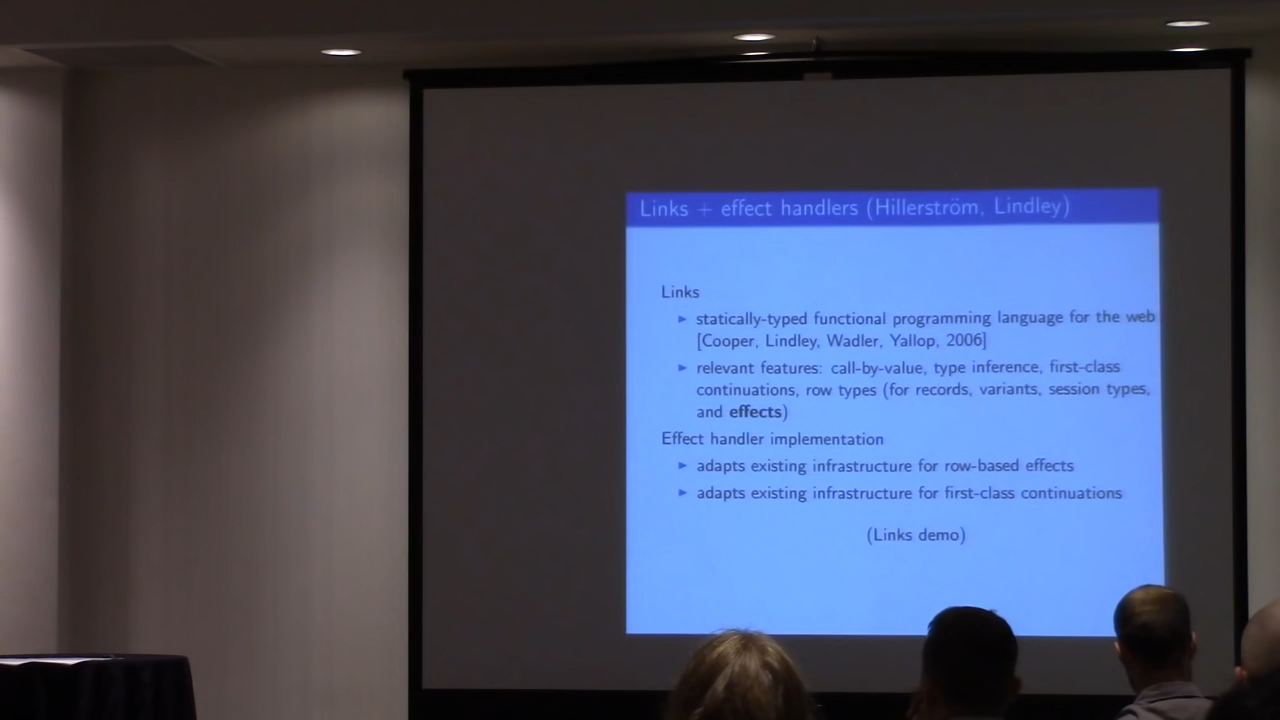 Links + effect handlers (Hillerström, Lindley)
Links
► statically-typed functional programming language for the web
[Cooper, Lindley, Wadler, Yallop, 2006]
► relevant features: call-by-value, type inference, first-class
continuations, row types (for records, variants, session types,
and effects)
Effect handler implementation
► adapts existing infrastructure for row-based effects
► adapts existing infrastructure for first-class continuations
(Links demo)